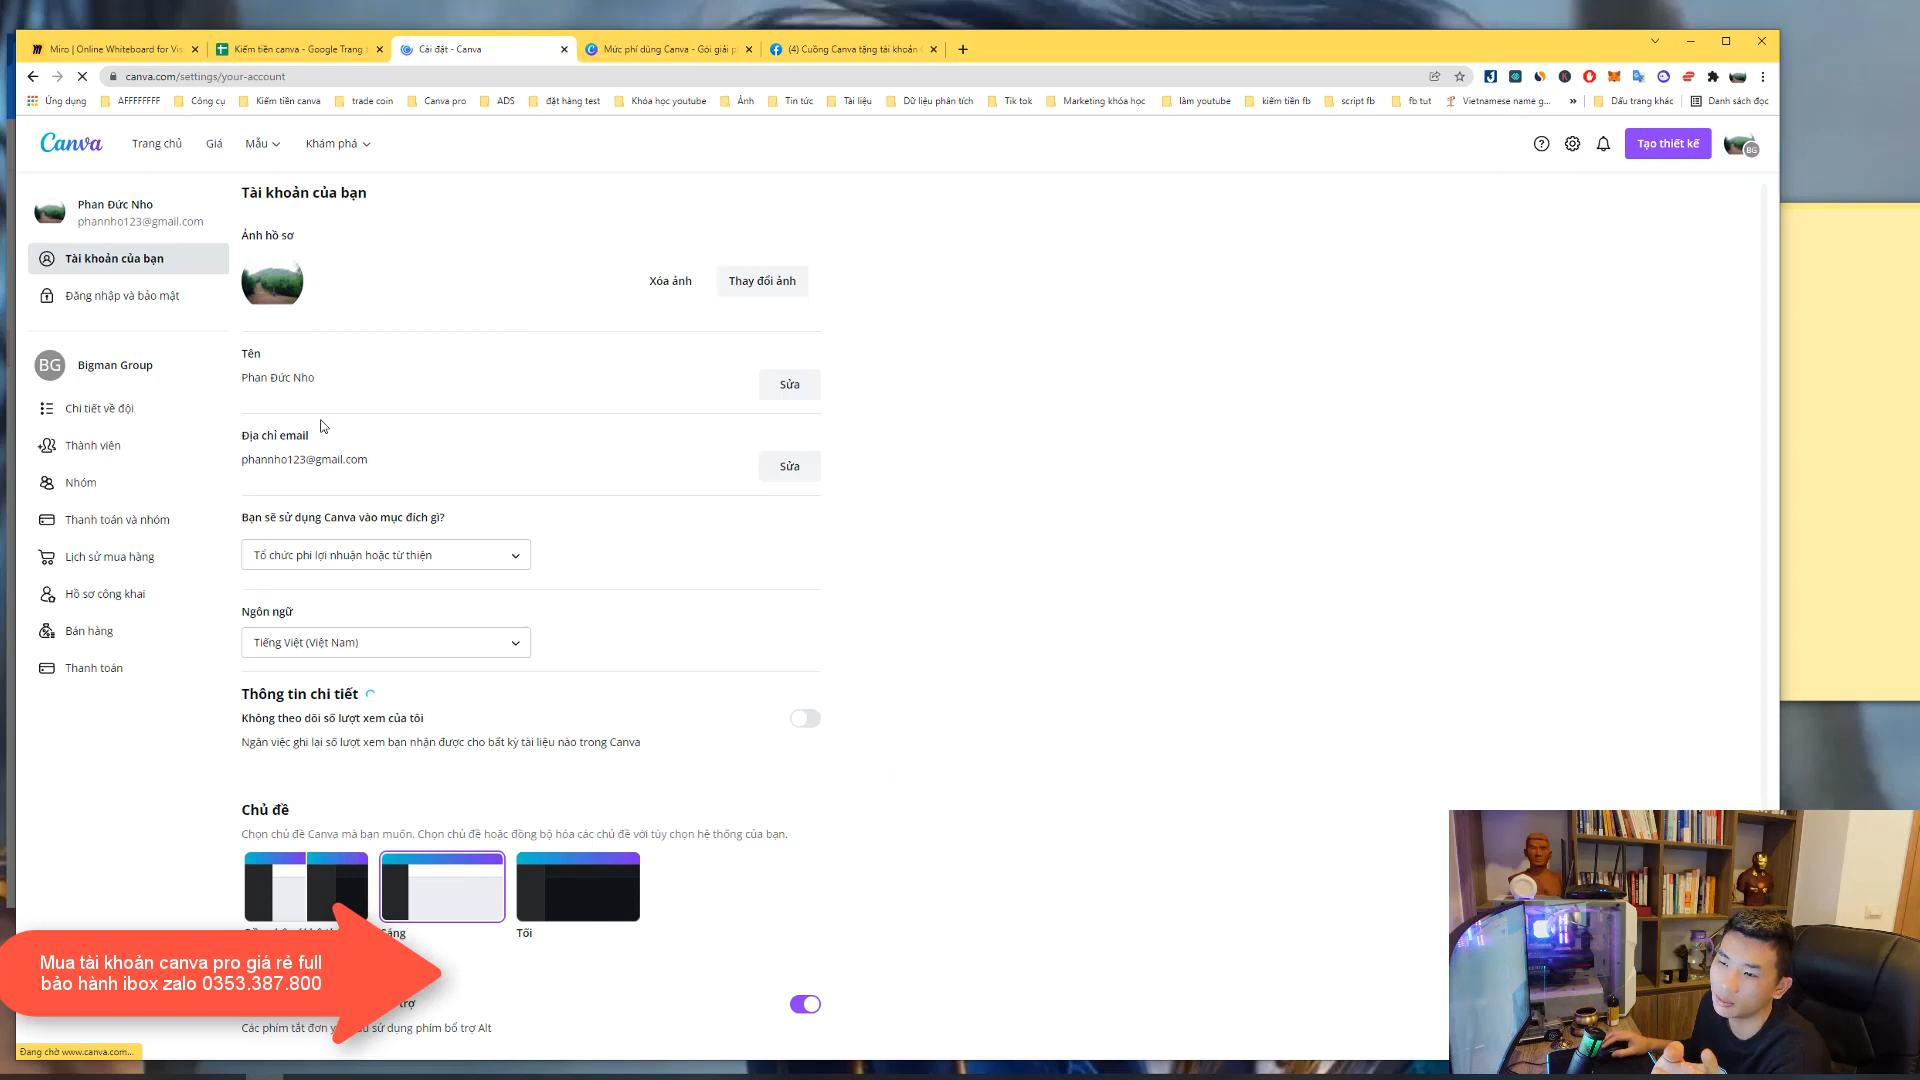 Miro | Online Whiteboard for Vis
Kiếm tiền canva - Google Trang t
Cài đặt - Canva
Mức phí dùng Canva - Gói giải p
(4) Cuồng Canva tặng tài khoản
canva.com/settings/your-account
Ứng dụng
AFFFFFFFF
Công cụ
Kiếm tiền canva
trade coin
Canva pro
ADS
đặt hàng test
Khóa học youtube
Ảnh
Tin tức
Tài liệu
Dữ liệu phân tích
Tik tok
Marketing khóa học
làm youtube
kiếm tiền fb
script fb
fb tut
Vietnamese name g...
»
Dấu trang khác
Danh sách đọc
Canva
Trang chủ
Giá
Mẫu
Khám phá
Tạo thiết kế
BG
Phan Đức Nho
phannho123@gmail.com
Tài khoản của bạn
Đăng nhập và bảo mật
BG
Bigman Group
Chi tiết về đội
Thành viên
Nhóm
Thanh toán và nhóm
Lịch sử mua hàng
Hồ sơ công khai
Bán hàng
Thanh toán
Tài khoản của bạn
Ảnh hồ sơ
Xóa ảnh
Thay đổi ảnh
Tên
Phan Đức Nho
Sửa
Địa chỉ email
phannho123@gmail.com
Sửa
Bạn sẽ sử dụng Canva vào mục đích gì?
Tổ chức phi lợi nhuận hoặc từ thiện
Ngôn ngữ
Tiếng Việt (Việt Nam)
Thông tin chi tiết
Không theo dõi số lượt xem của tôi
Ngăn việc ghi lại số lượt xem bạn nhận được cho bất kỳ tài liệu nào trong Canva
Chủ đề
Chọn chủ đề Canva mà bạn muốn. Chọn chủ đề hoặc đồng bộ hóa các chủ đề với tùy chọn hệ thống của bạn.
Sáng
Tối
Mua tài khoản canva pro giá rẻ full
bảo hành ibox zalo 0353.387.800
trợ
Các phím tắt đơn sử dụng phím bổ trợ Alt
Đang chờ www.canva.com...